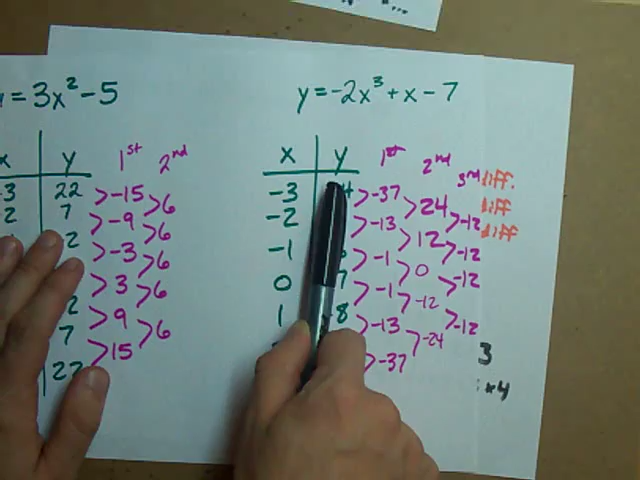 = 3x² - 5
x y 1st 2nd
-3 22
> -15
2 7 > 6
> -9
2 > 6
> -3
> 6
> 3
2 > 6
> 9
7 > 6
> 15
22
y = -2x³ + x - 7
x y 1st 2nd 3rd diff.
-3 > -37 diff
-2 > 24 diff
> -13 > -12
-1 > 12
> -1 > -12
0 7 > 0
> -1 > -12
1 8 > -12
> -13 > -12
> -24
> -37
3
x4